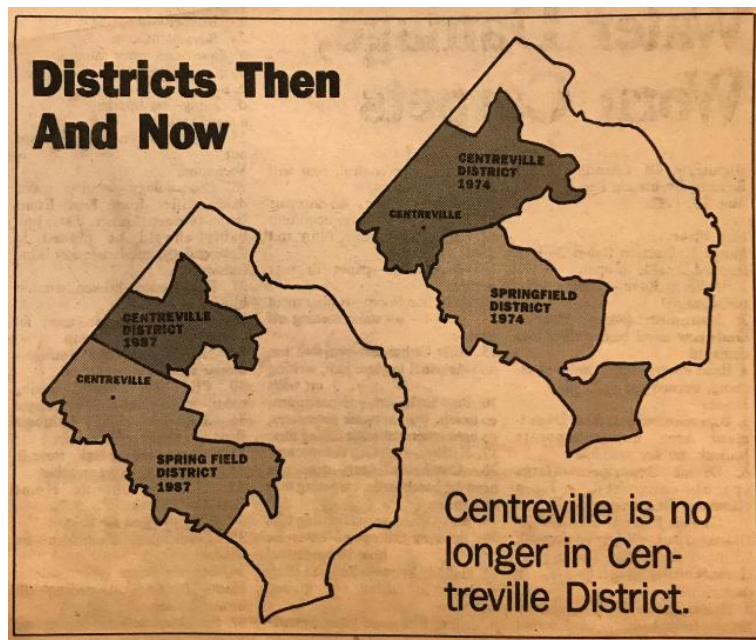 Districts Then
And Now
CENTREVILLE
DISTRICT
1974
CENTREVILLE
SPRINGFIELD
DISTRICT
1974
CENTREVILLE
DISTRICT
1987
CENTREVILLE
SPRING FIELD
DISTRICT
1987
Centreville is no
longer in Cen-
treville District.